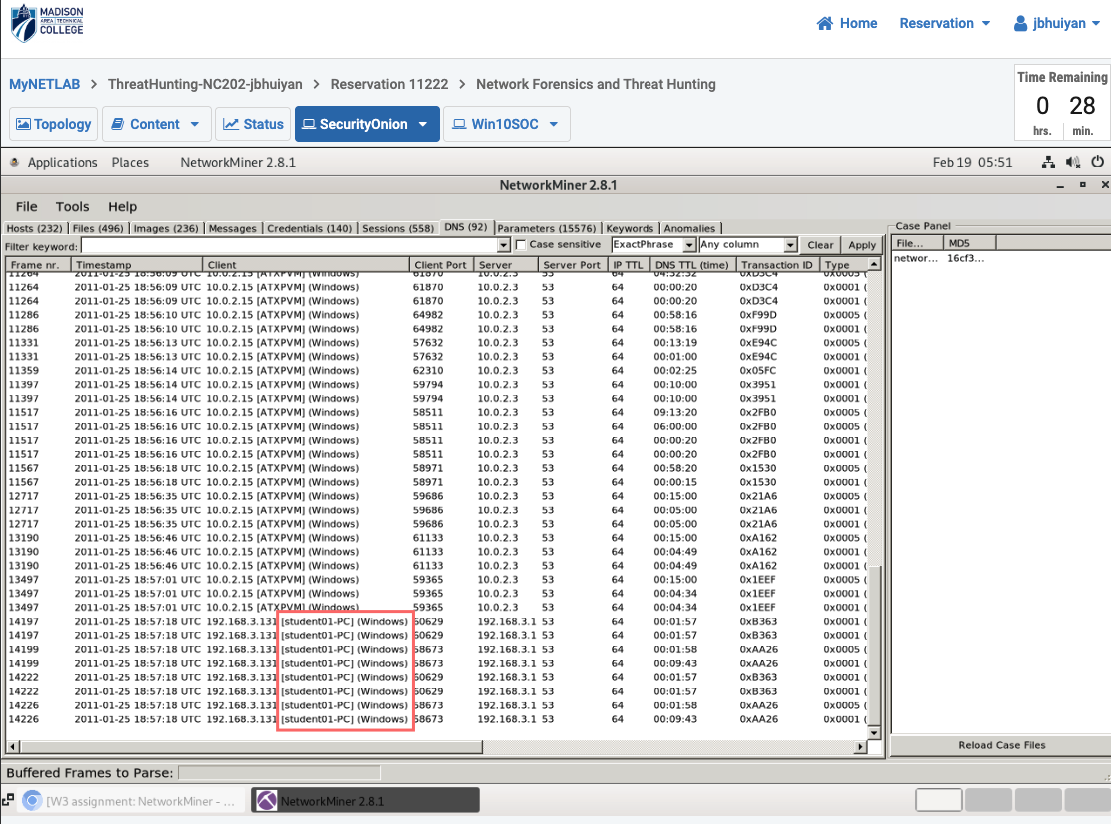 MADISON
AREA | TECHNICAL
COLLEGE
Home Reservation jbhuiyan
MyNETLAB > ThreatHunting-NC202-jbhuiyan > Reservation 11222 > Network Forensics and Threat Hunting
Time Remaining
0 28
hrs. min.
Topology Content Status SecurityOnion Win10SOC
Applications Places NetworkMiner 2.8.1 Feb 19 05:51
NetworkMiner 2.8.1
File Tools Help
Hosts (232) Files (496) Images (236) Messages Credentials (140) Sessions (558) DNS (92) Parameters (15576) Keywords Anomalies
Case Panel
Filter keyword: Case sensitive ExactPhrase Any column Clear Apply
File... MD5
networ... 16cf3...
Frame nr. Timestamp Client Client Port Server Server Port IP TTL DNS TTL (time) Transaction ID Type
11264 2011-01-25 18:56:09 UTC 10.0.2.15 [ATXPVM] (Windows) 61870 10.0.2.3 53 64 04:32:52 0xD3C4 0x0005 (
11264 2011-01-25 18:56:09 UTC 10.0.2.15 [ATXPVM] (Windows) 61870 10.0.2.3 53 64 00:00:20 0xD3C4 0x0001 (
11264 2011-01-25 18:56:09 UTC 10.0.2.15 [ATXPVM] (Windows) 61870 10.0.2.3 53 64 00:00:20 0xD3C4 0x0001 (
11286 2011-01-25 18:56:10 UTC 10.0.2.15 [ATXPVM] (Windows) 64982 10.0.2.3 53 64 00:58:16 0xF99D 0x0005 (
11286 2011-01-25 18:56:10 UTC 10.0.2.15 [ATXPVM] (Windows) 64982 10.0.2.3 53 64 00:58:16 0xF99D 0x0001 (
11331 2011-01-25 18:56:13 UTC 10.0.2.15 [ATXPVM] (Windows) 57632 10.0.2.3 53 64 00:13:19 0xE94C 0x0005 (
11331 2011-01-25 18:56:13 UTC 10.0.2.15 [ATXPVM] (Windows) 57632 10.0.2.3 53 64 00:01:00 0xE94C 0x0001 (
11359 2011-01-25 18:56:14 UTC 10.0.2.15 [ATXPVM] (Windows) 62310 10.0.2.3 53 64 00:02:25 0x05FC 0x0001 (
11397 2011-01-25 18:56:14 UTC 10.0.2.15 [ATXPVM] (Windows) 59794 10.0.2.3 53 64 00:10:00 0x3951 0x0001 (
11397 2011-01-25 18:56:14 UTC 10.0.2.15 [ATXPVM] (Windows) 59794 10.0.2.3 53 64 00:10:00 0x3951 0x0001 (
11517 2011-01-25 18:56:16 UTC 10.0.2.15 [ATXPVM] (Windows) 58511 10.0.2.3 53 64 09:13:20 0x2FB0 0x0005 (
11517 2011-01-25 18:56:16 UTC 10.0.2.15 [ATXPVM] (Windows) 58511 10.0.2.3 53 64 06:00:00 0x2FB0 0x0005 (
11517 2011-01-25 18:56:16 UTC 10.0.2.15 [ATXPVM] (Windows) 58511 10.0.2.3 53 64 00:00:20 0x2FB0 0x0001 (
11517 2011-01-25 18:56:16 UTC 10.0.2.15 [ATXPVM] (Windows) 58511 10.0.2.3 53 64 00:00:20 0x2FB0 0x0001 (
11567 2011-01-25 18:56:18 UTC 10.0.2.15 [ATXPVM] (Windows) 58971 10.0.2.3 53 64 00:58:20 0x1530 0x0005 (
11567 2011-01-25 18:56:18 UTC 10.0.2.15 [ATXPVM] (Windows) 58971 10.0.2.3 53 64 00:00:15 0x1530 0x0001 (
12717 2011-01-25 18:56:35 UTC 10.0.2.15 [ATXPVM] (Windows) 59686 10.0.2.3 53 64 00:15:00 0x21A6 0x0005 (
12717 2011-01-25 18:56:35 UTC 10.0.2.15 [ATXPVM] (Windows) 59686 10.0.2.3 53 64 00:05:00 0x21A6 0x0001 (
12717 2011-01-25 18:56:35 UTC 10.0.2.15 [ATXPVM] (Windows) 59686 10.0.2.3 53 64 00:05:00 0x21A6 0x0001 (
13190 2011-01-25 18:56:46 UTC 10.0.2.15 [ATXPVM] (Windows) 61133 10.0.2.3 53 64 00:15:00 0xA162 0x0005 (
13190 2011-01-25 18:56:46 UTC 10.0.2.15 [ATXPVM] (Windows) 61133 10.0.2.3 53 64 00:04:49 0xA162 0x0001 (
13190 2011-01-25 18:56:46 UTC 10.0.2.15 [ATXPVM] (Windows) 61133 10.0.2.3 53 64 00:04:49 0xA162 0x0001 (
13497 2011-01-25 18:57:01 UTC 10.0.2.15 [ATXPVM] (Windows) 59365 10.0.2.3 53 64 00:15:00 0x1EEF 0x0005 (
13497 2011-01-25 18:57:01 UTC 10.0.2.15 [ATXPVM] (Windows) 59365 10.0.2.3 53 64 00:04:34 0x1EEF 0x0001 (
13497 2011-01-25 18:57:01 UTC 10.0.2.15 [ATXPVM] (Windows) 59365 10.0.2.3 53 64 00:04:34 0x1EEF 0x0001 (
14197 2011-01-25 18:57:18 UTC 192.168.3.131 [student01-PC] (Windows) 60629 192.168.3.1 53 64 00:01:57 0xB363 0x0001 (
14197 2011-01-25 18:57:18 UTC 192.168.3.131 [student01-PC] (Windows) 60629 192.168.3.1 53 64 00:01:57 0xB363 0x0001 (
14199 2011-01-25 18:57:18 UTC 192.168.3.131 [student01-PC] (Windows) 58673 192.168.3.1 53 64 00:01:58 0xAA26 0x0005 (
14199 2011-01-25 18:57:18 UTC 192.168.3.131 [student01-PC] (Windows) 58673 192.168.3.1 53 64 00:09:43 0xAA26 0x0001 (
14222 2011-01-25 18:57:18 UTC 192.168.3.131 [student01-PC] (Windows) 60629 192.168.3.1 53 64 00:01:57 0xB363 0x0001 (
14222 2011-01-25 18:57:18 UTC 192.168.3.131 [student01-PC] (Windows) 60629 192.168.3.1 53 64 00:01:57 0xB363 0x0001 (
14226 2011-01-25 18:57:18 UTC 192.168.3.131 [student01-PC] (Windows) 58673 192.168.3.1 53 64 00:01:58 0xAA26 0x0005 (
14226 2011-01-25 18:57:18 UTC 192.168.3.131 [student01-PC] (Windows) 58673 192.168.3.1 53 64 00:09:43 0xAA26 0x0001 (
Reload Case Files
Buffered Frames to Parse:
[W3 assignment: NetworkMiner - ... NetworkMiner 2.8.1